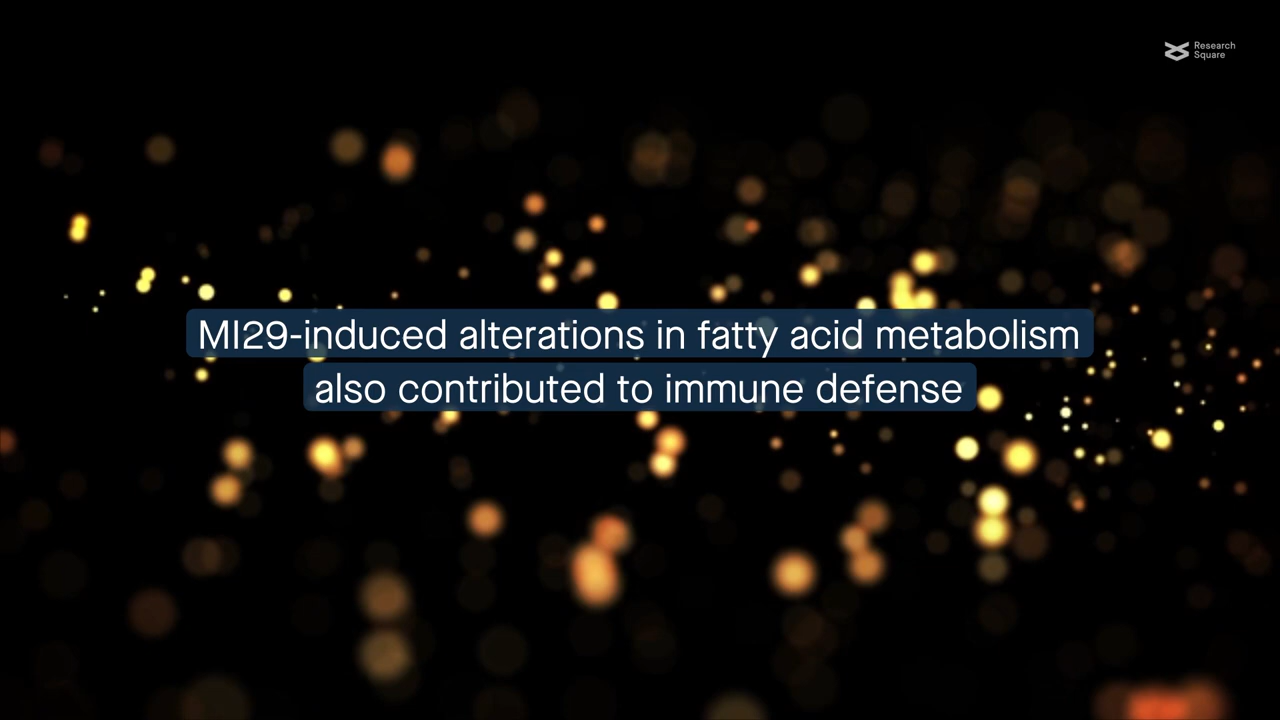 Research
Square
MI29-induced alterations in fatty acid metabolism
also contributed to immune defense